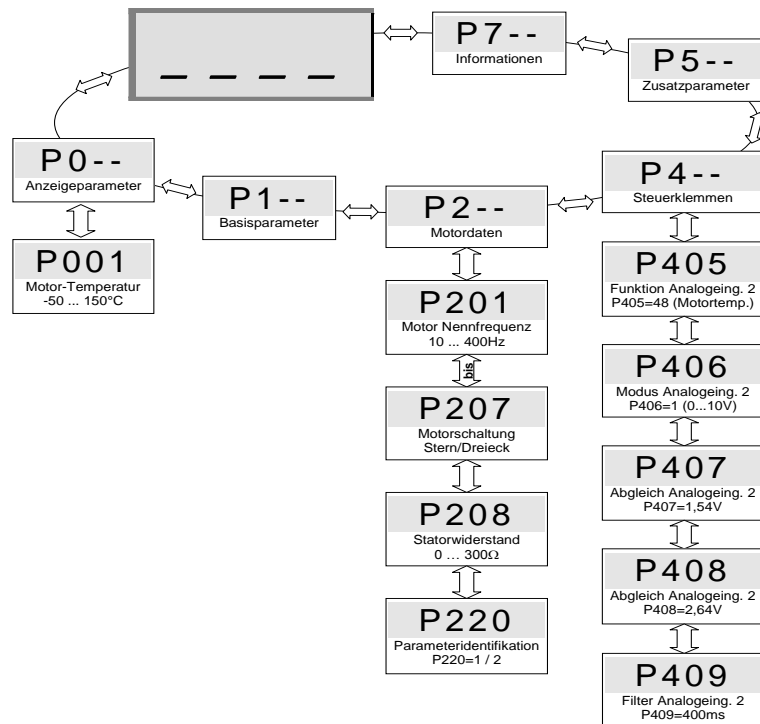 _ _ _ _
P7--
Informationen
P5--
Zusatzparameter
P0--
Anzeigeparameter
P1--
Basisparameter
P2--
Motordaten
P4--
Steuerklemmen
P001
Motor-Temperatur
-50 ... 150°C
P201
Motor Nennfrequenz
10 ... 400Hz
bis
P207
Motorschaltung
Stern/Dreieck
P208
Statorwiderstand
0 ... 300Ω
P220
Parameteridentifikation
P220=1 / 2
P405
Funktion Analogeing. 2
P405=48 (Motortemp.)
P406
Modus Analogeing. 2
P406=1 (0...10V)
P407
Abgleich Analogeing. 2
P407=1,54V
P408
Abgleich Analogeing. 2
P408=2,64V
P409
Filter Analogeing. 2
P409=400ms